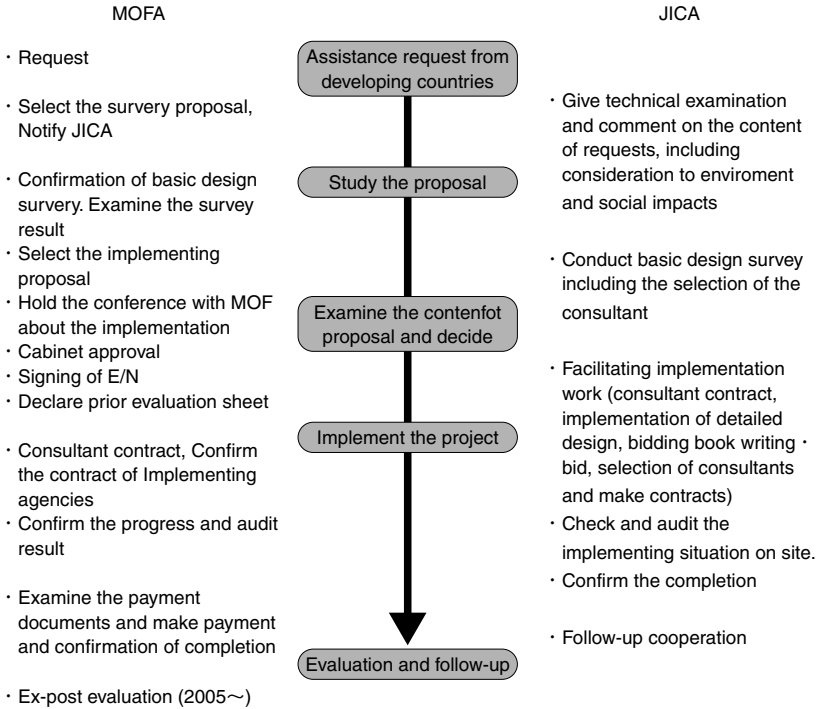 MOFA
・Request
・Select the survery proposal,
Notify JICA
・Confirmation of basic design
survery. Examine the survey
result
・Select the implementing
proposal
・Hold the conference with MOF
about the implementation
・Cabinet approval
・Signing of E/N
・Declare prior evaluation sheet
・Consultant contract, Confirm
the contract of Implementing
agencies
・Confirm the progress and audit
result
・Examine the payment
documents and make payment
and confirmation of completion
・Ex-post evaluation (2005～)
Assistance request from
developing countries
Study the proposal
Examine the contenfot
proposal and decide
Implement the project
Evaluation and follow-up
JICA
・Give technical examination
and comment on the content
of requests, including
consideration to enviroment
and social impacts
・Conduct basic design survey
including the selection of the
consultant
・Facilitating implementation
work (consultant contract,
implementation of detailed
design, bidding book writing・
bid, selection of consultants
and make contracts)
・Check and audit the
implementing situation on site.
・Confirm the completion
・Follow-up cooperation